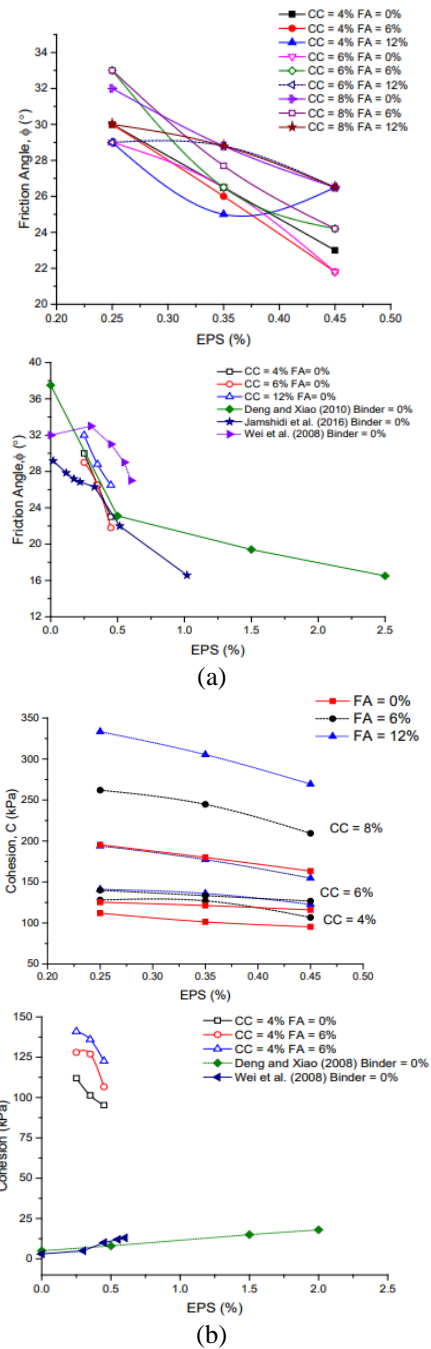 CC = 4% FA = 0%
CC = 4% FA = 6%
CC = 4% FA = 12%
CC = 6% FA = 0%
CC = 6% FA = 6%
CC = 6% FA = 12%
CC = 8% FA = 0%
CC = 8% FA = 6%
CC = 8% FA = 12%
Friction Angle, ϕ (°)
34
32
30
28
26
24
22
20
0.20 0.25 0.30 0.35 0.40 0.45 0.50
EPS (%)
CC = 4% FA= 0%
CC = 6% FA= 0%
CC = 12% FA= 0%
Deng and Xiao (2010) Binder = 0%
Jamshidi et al. (2016) Binder = 0%
Wei et al. (2008) Binder = 0%
Friction Angle,ϕ (°)
40
36
32
28
24
20
16
12
0.0 0.5 1.0 1.5 2.0 2.5
EPS (%)
(a)
FA = 0%
FA = 6%
FA = 12%
Cohesion, C (kPa)
350
300
250
200
150
100
50
CC = 8%
CC = 6%
CC = 4%
0.20 0.25 0.30 0.35 0.40 0.45 0.50
EPS (%)
CC = 4% FA = 0%
CC = 4% FA = 6%
CC = 4% FA = 6%
Deng and Xiao (2008) Binder = 0%
Wei et al. (2008) Binder = 0%
Cohesion (kPa)
150
125
100
75
50
25
0
0.0 0.5 1.0 1.5 2.0 2.5
EPS (%)
(b)